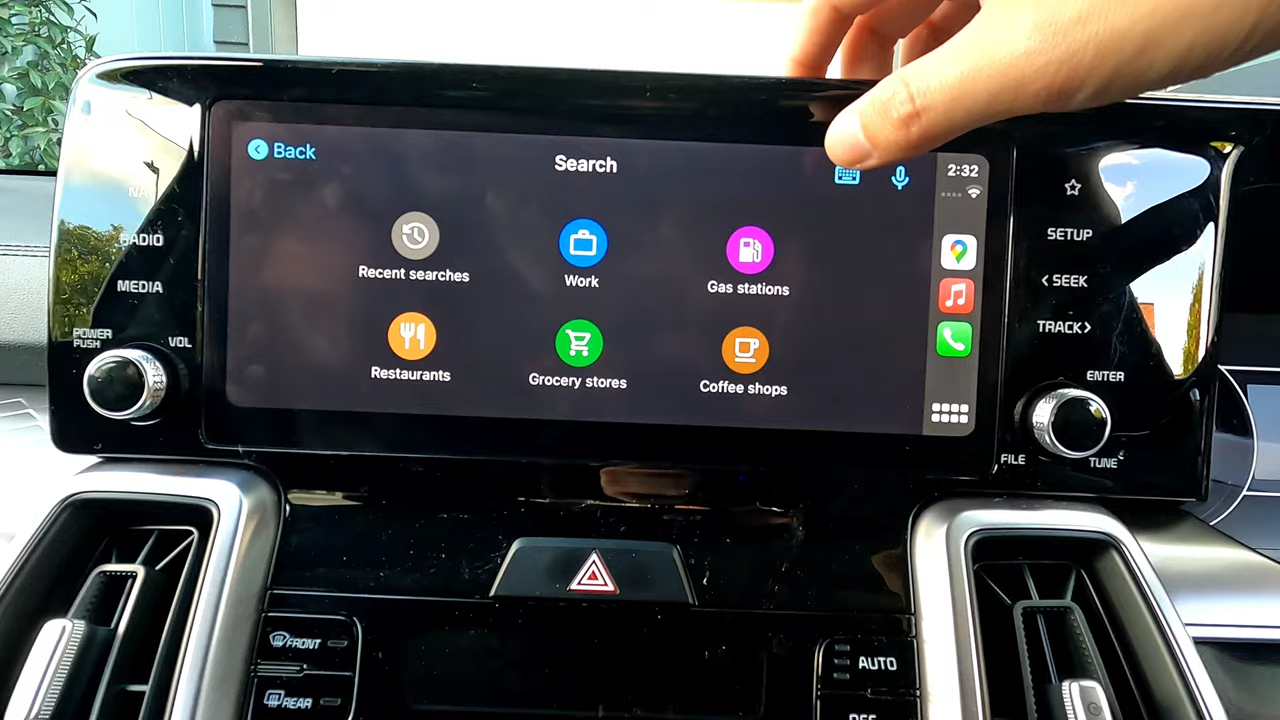 Back
Search
2:32
Recent searches
Work
Gas stations
Restaurants
Grocery stores
Coffee shops
RADIO
MEDIA
POWER
PUSH
VOL
SETUP
< SEEK
TRACK >
ENTER
FILE
TUNE
FRONT
REAR
AUTO